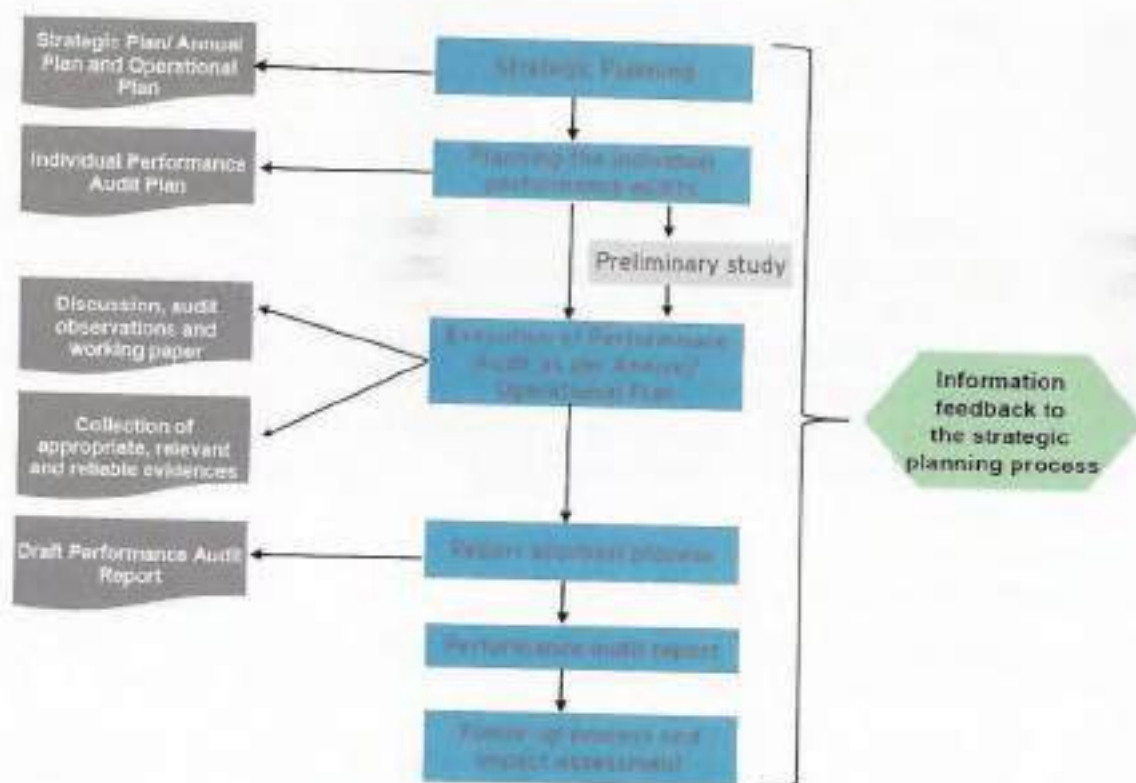 Strategic Plan/ Annual
Plan and Operational
Plan
Strategic Planning
Individual Performance
Audit Plan
Planning the individual
performance audits
Preliminary study
Discussion, audit
observations and
working paper
Execution of Performance
Audit as per Annual/
Operational Plan
Collection of
appropriate, relevant
and reliable evidences
Information
feedback to
the strategic
planning process
Draft Performance Audit
Report
Report approval process
Performance audit report
Follow-up process and
impact assessment